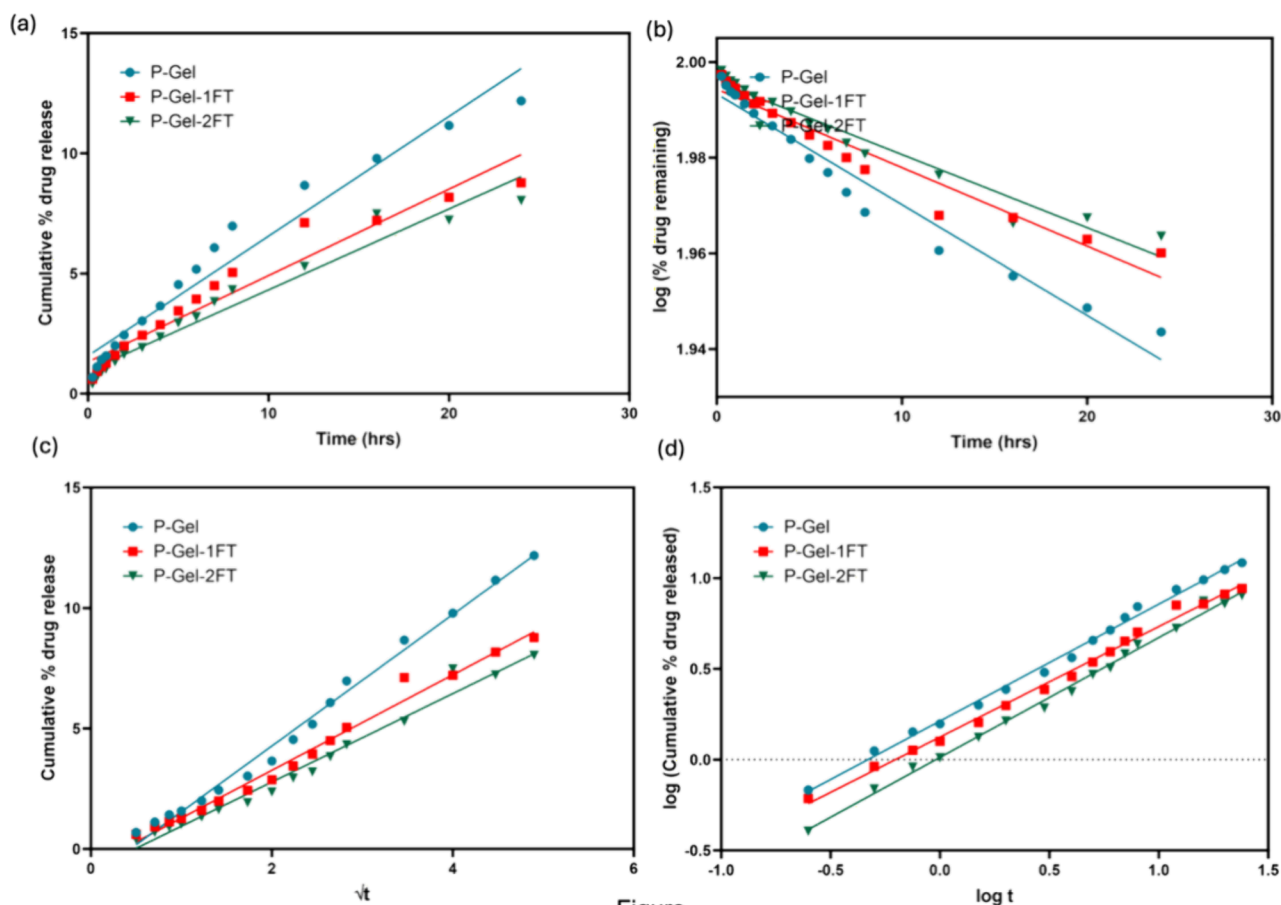 (a)
15
10
5
0
Cumulative % drug release
P-Gel
P-Gel-1FT
P-Gel-2FT
0 10 20 30
Time (hrs)
(b)
2.00
1.98
1.96
1.94
log (% drug remaining)
P-Gel
P-Gel-1FT
P-Gel-2FT
0 10 20 30
Time (hrs)
(c)
15
10
5
0
Cumulative % drug release
P-Gel
P-Gel-1FT
P-Gel-2FT
0 2 4 6
√t
(d)
1.5
1.0
0.5
0.0
-0.5
log (Cumulative % drug released)
P-Gel
P-Gel-1FT
P-Gel-2FT
-1.0 -0.5 0.0 0.5 1.0 1.5
log t
Figure